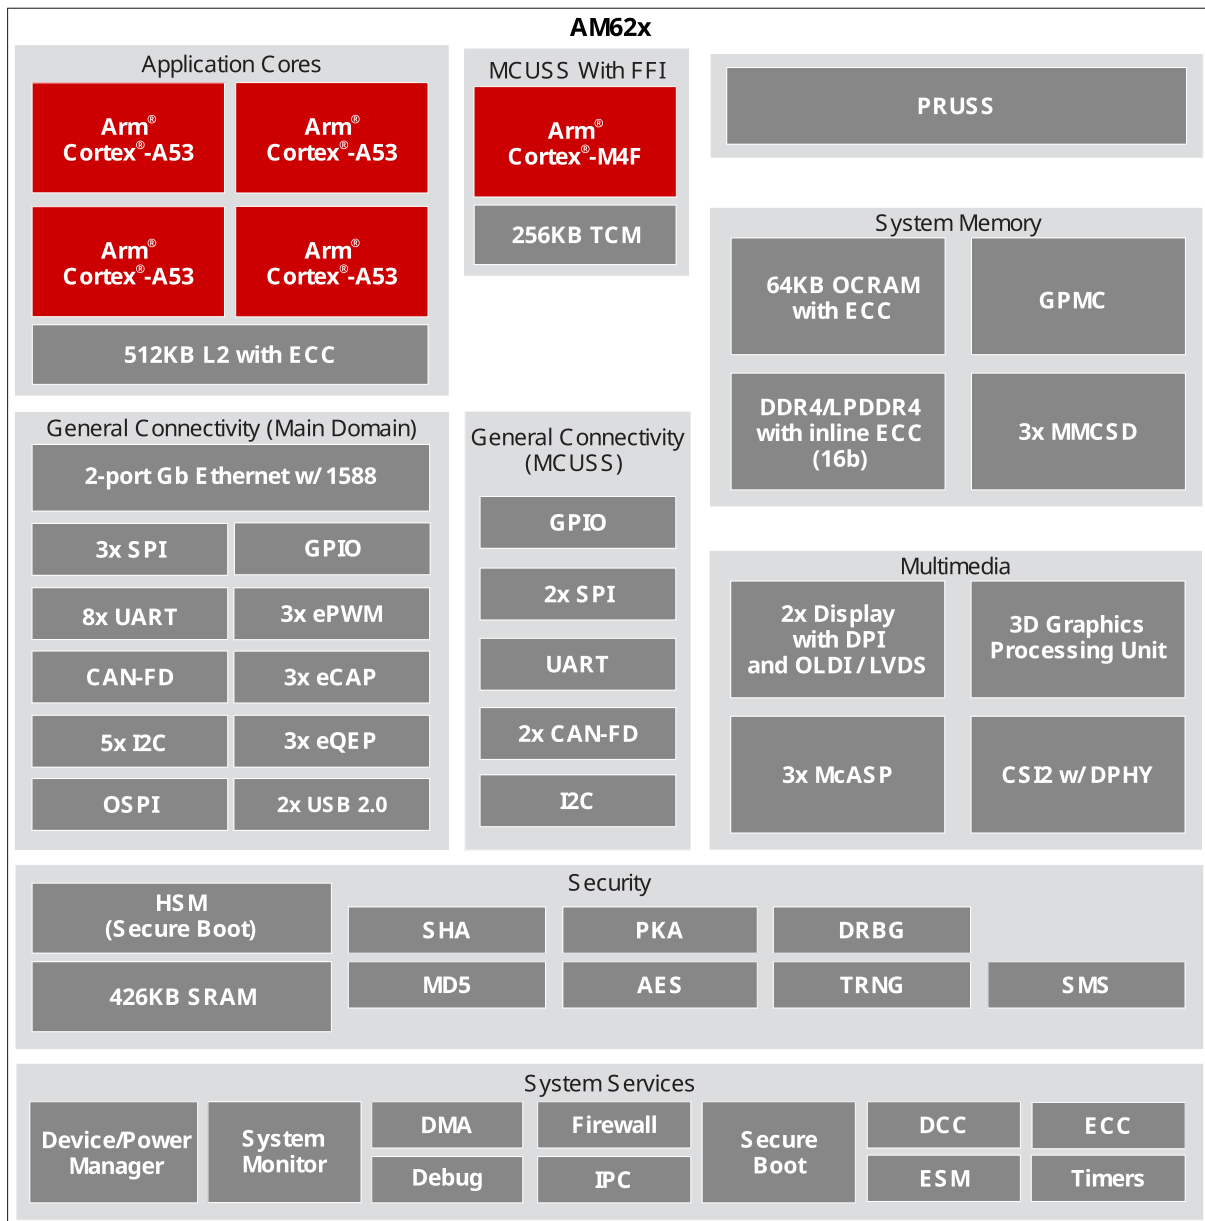 AM62x
Application Cores
Arm®
Cortex®-A53
Arm®
Cortex®-A53
Arm®
Cortex®-A53
Arm®
Cortex®-A53
512KB L2 with ECC
MCUSS With FFI
Arm®
Cortex®-M4F
256KB TCM
PRUSS
System Memory
64KB OCRAM
with ECC
GPMC
DDR4/LPDDR4
with inline ECC
(16b)
3x MMCSD
General Connectivity (Main Domain)
2-port Gb Ethernet w/ 1588
3x SPI
GPIO
8x UART
3x ePWM
CAN-FD
3x eCAP
5x I2C
3x eQEP
OSPI
2x USB 2.0
General Connectivity
(MCUSS)
GPIO
2x SPI
UART
2x CAN-FD
I2C
Multimedia
2x Display
with DPI
and OLDI / LVDS
3D Graphics
Processing Unit
3x McASP
CSI2 w/ DPHY
Security
HSM
(Secure Boot)
426KB SRAM
SHA
PKA
DRBG
MD5
AES
TRNG
SMS
System Services
Device/Power
Manager
System
Monitor
DMA
Debug
Firewall
IPC
Secure
Boot
DCC
ESM
ECC
Timers